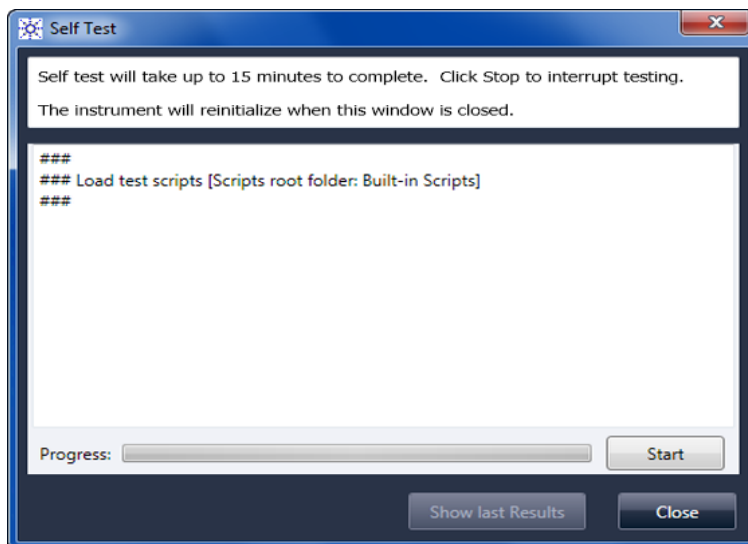 Self Test
Self test will take up to 15 minutes to complete. Click Stop to interrupt testing.
The instrument will reinitialize when this window is closed.
###
### Load test scripts [Scripts root folder: Built-in Scripts]
###
Progress:
Start
Show last Results
Close